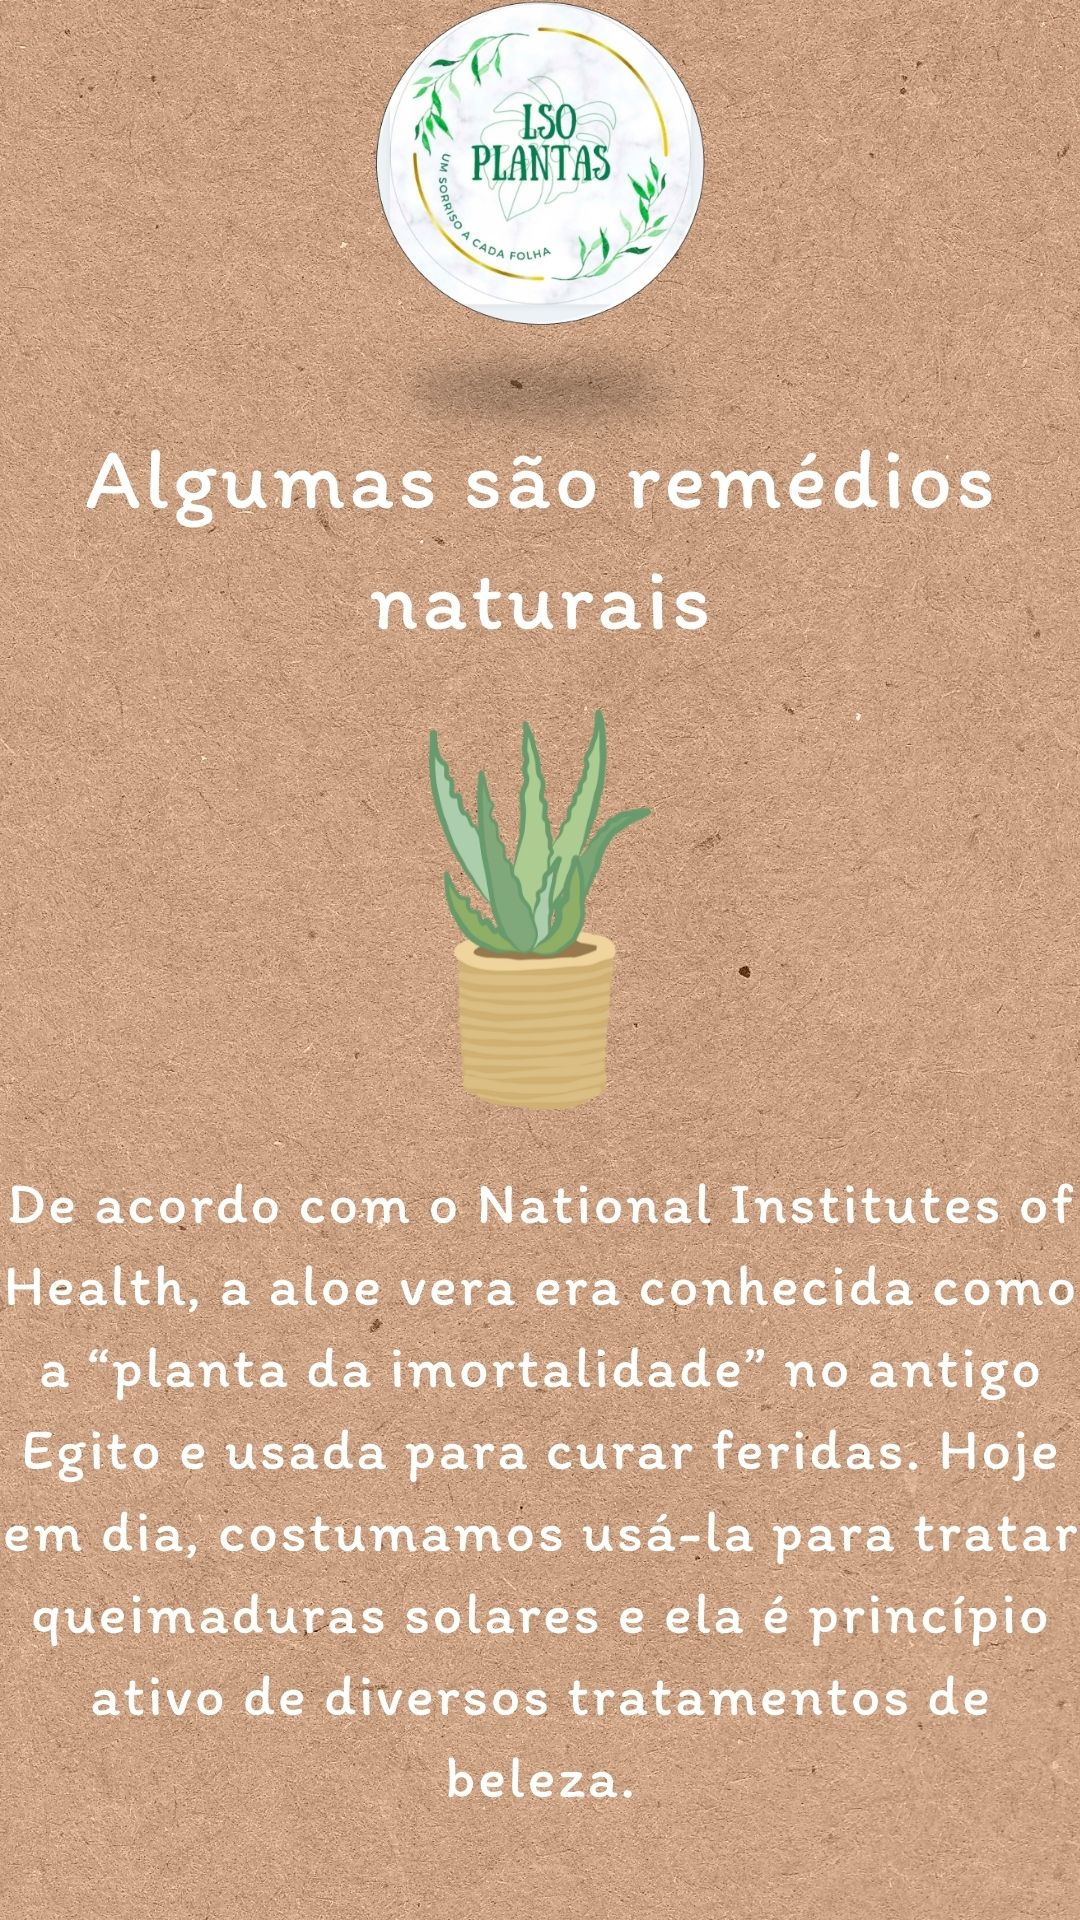 LSO
PLANTAS
UM SORRISO A CADA FOLHA
Algumas são remédios
naturais
De acordo com o National Institutes of
Health, a aloe vera era conhecida como
a “planta da imortalidade” no antigo
Egito e usada para curar feridas. Hoje
em dia, costumamos usá-la para tratar
queimaduras solares e ela é princípio
ativo de diversos tratamentos de
beleza.